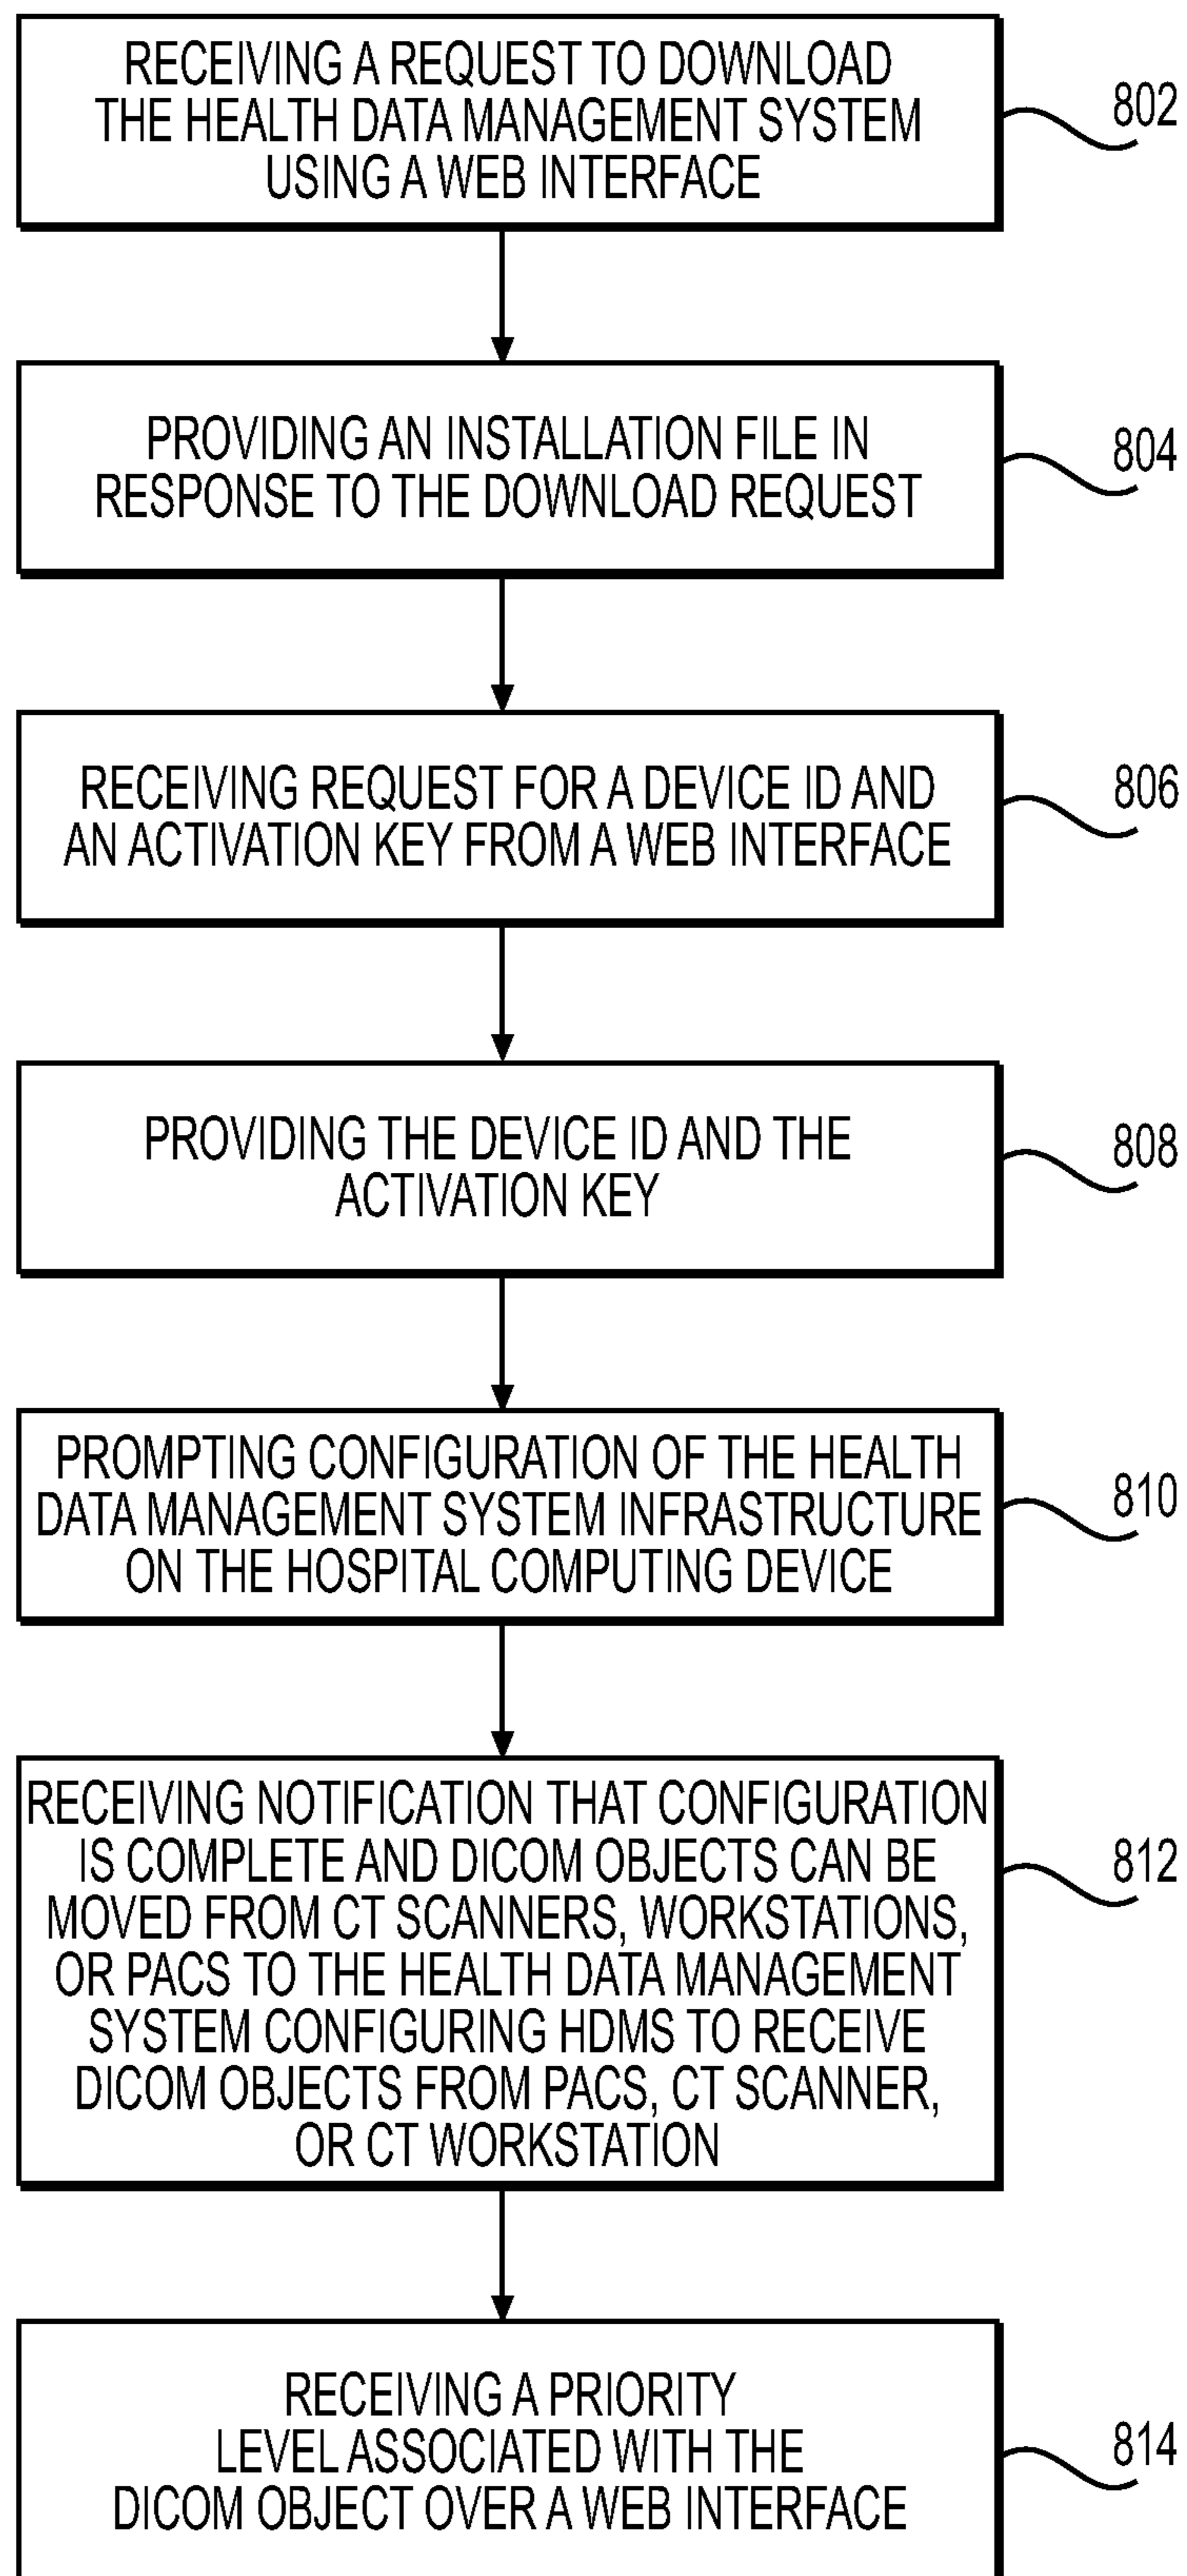 RECEIVING A REQUEST TO DOWNLOAD
THE HEALTH DATA MANAGEMENT SYSTEM
USING A WEB INTERFACE
802
PROVIDING AN INSTALLATION FILE IN
RESPONSE TO THE DOWNLOAD REQUEST
804
RECEIVING REQUEST FOR A DEVICE ID AND
AN ACTIVATION KEY FROM A WEB INTERFACE
806
PROVIDING THE DEVICE ID AND THE
ACTIVATION KEY
808
PROMPTING CONFIGURATION OF THE HEALTH
DATA MANAGEMENT SYSTEM INFRASTRUCTURE
ON THE HOSPITAL COMPUTING DEVICE
810
RECEIVING NOTIFICATION THAT CONFIGURATION
IS COMPLETE AND DICOM OBJECTS CAN BE
MOVED FROM CT SCANNERS, WORKSTATIONS,
OR PACS TO THE HEALTH DATA MANAGEMENT
SYSTEM CONFIGURING HDMS TO RECEIVE
DICOM OBJECTS FROM PACS, CT SCANNER,
OR CT WORKSTATION
812
RECEIVING A PRIORITY
LEVEL ASSOCIATED WITH THE
DICOM OBJECT OVER A WEB INTERFACE
814